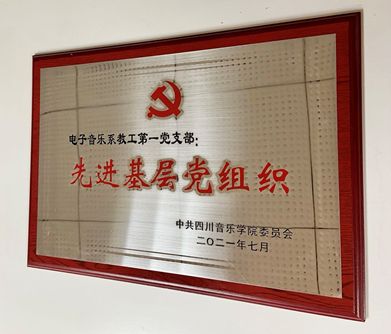 电子音乐系教工第一党支部：
先进基层党组织
中共四川音乐学院委员会
二〇二一年七月